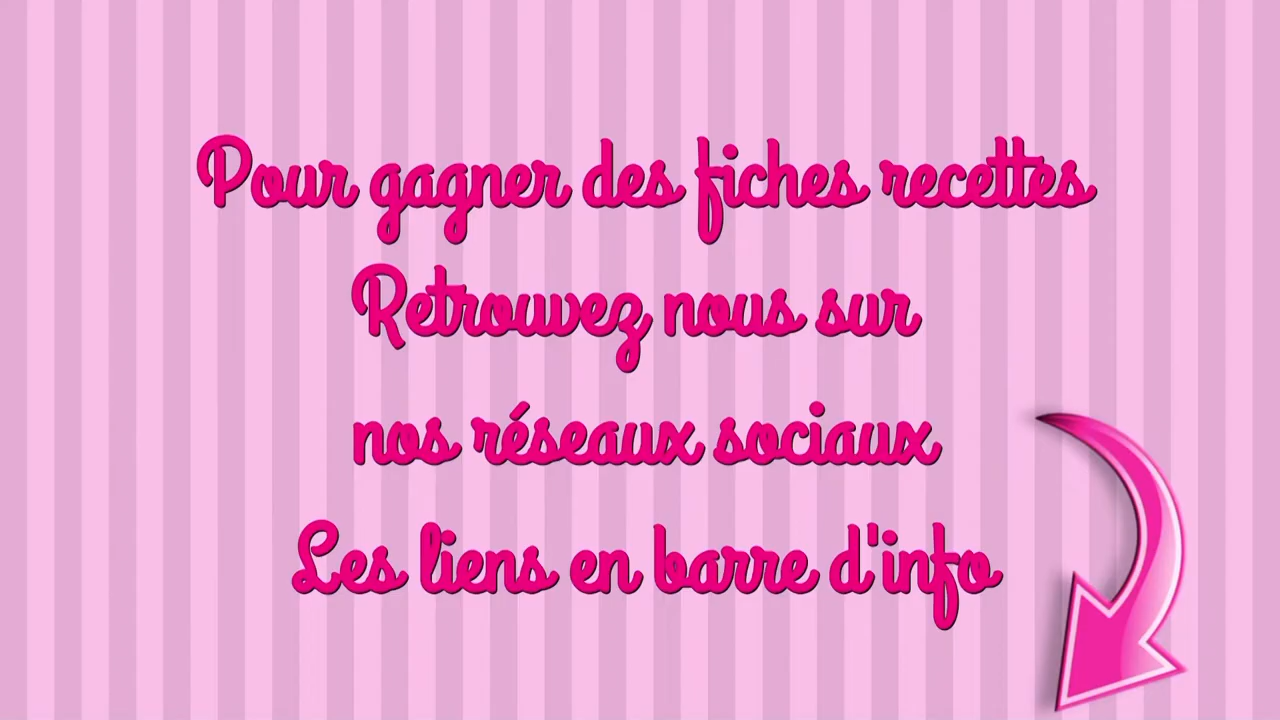 Pour gagner des fiches recettes
Retrouvez nous sur
nos réseaux sociaux
Les liens en barre d'info